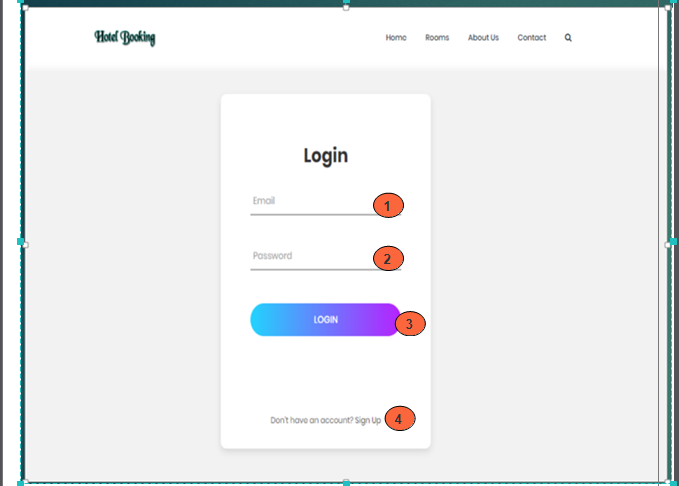 Hotel Booking
Home Rooms About Us Contact
Login
Email 1
Password 2
LOGIN 3
Don't have an account? Sign Up 4